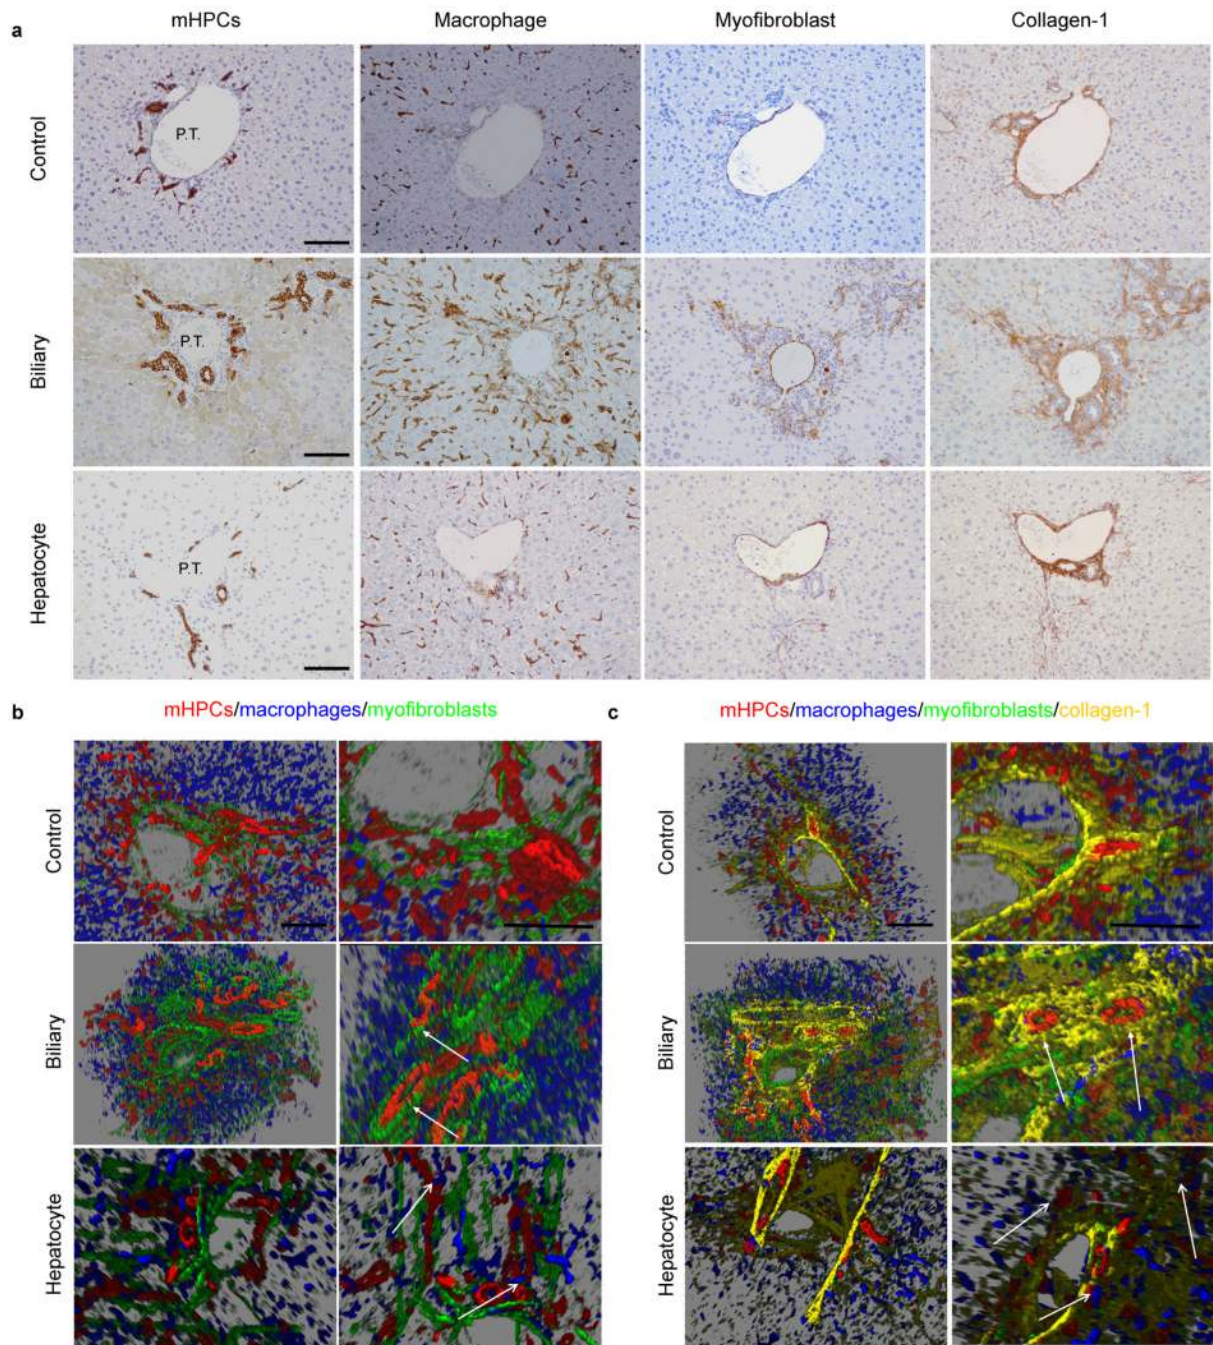 mHPCs Macrophage Myofibroblast Collagen-1
a
Control
P.T.
Biliary
P.T.
Hepatocyte
P.T.
b
mHPCs/macrophages/myofibroblasts
Control
Biliary
Hepatocyte
c
mHPCs/macrophages/myofibroblasts/collagen-1
Control
Biliary
Hepatocyte